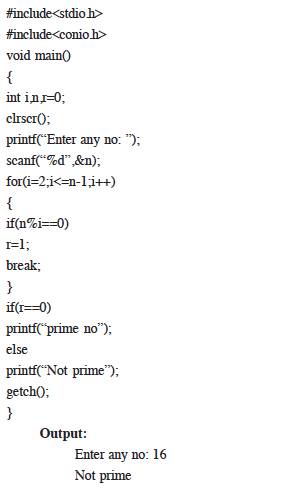 #include<stdio.h>
#include<conio.h>
void main()
{
int i,n,r=0;
clrscr();
printf(“Enter any no: ”);
scanf(“%d”,&n);
for(i=2;i<=n-1;i++)
{
if(n%i==0)
r=1;
break;
}
if(r==0)
printf(“prime no”);
else
printf(“Not prime”);
getch();
}
Output:
Enter any no: 16
Not prime